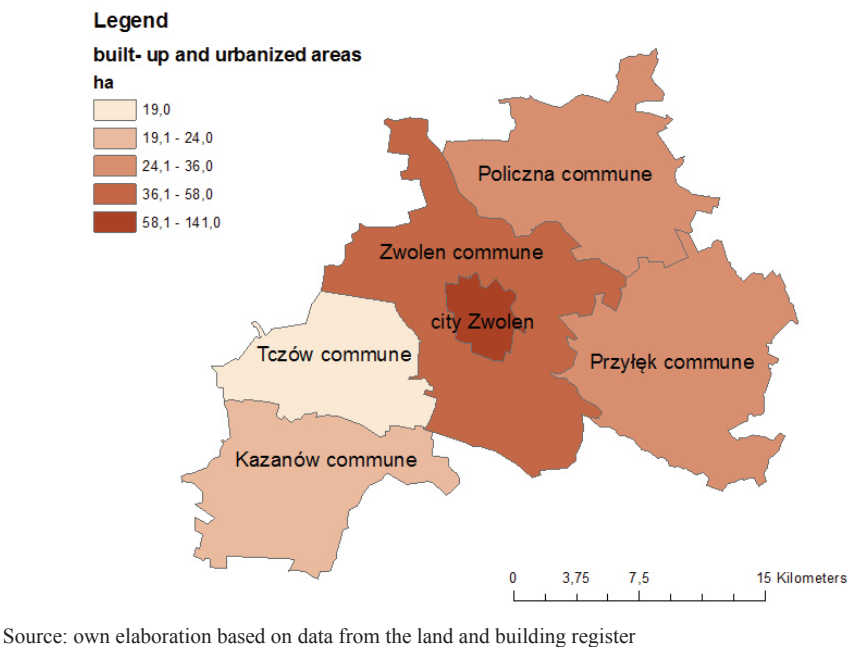 Legend
built- up and urbanized areas
ha
19,0
19,1 - 24,0
24,1 - 36,0
36,1 - 58,0
58,1 - 141,0
Policzna commune
Zwolen commune
city Zwolen
Tczów commune
Przyłęk commune
Kazanów commune
0 3,75 7,5 15 Kilometers
Source: own elaboration based on data from the land and building register